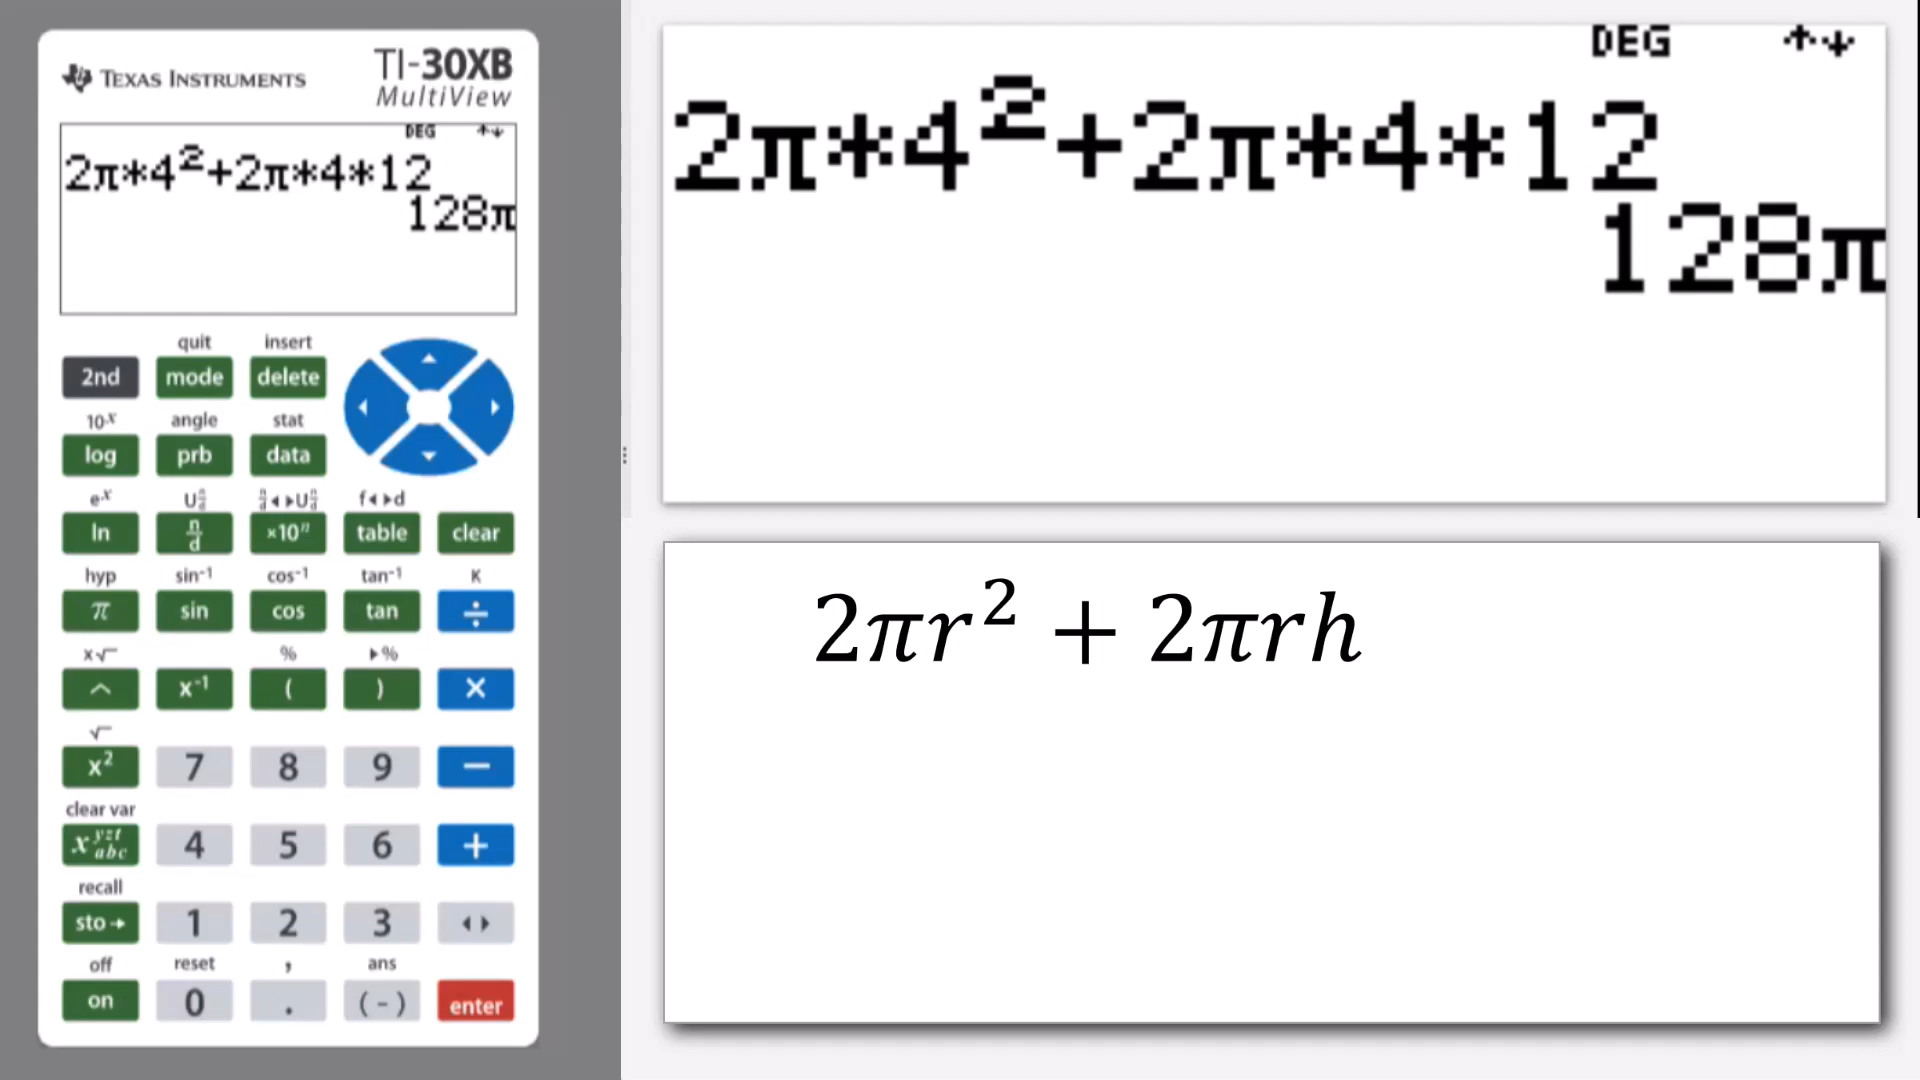 TEXAS INSTRUMENTS
TI-30XB
MultiView
DEG
2π*4²+2π*4*12
128π
quit insert
2nd mode delete
10ˣ angle stat
log prb data
eˣ U n/d n/d◄►U n/d f◄►d
ln n/d ×10ⁿ table clear
hyp sin⁻¹ cos⁻¹ tan⁻¹ K
π sin cos tan ÷
x√ % ►%
^ x⁻¹ ( ) ×
√
x² 7 8 9 −
clear var
x yzt abc 4 5 6 +
recall
sto→ 1 2 3 ◄ ►
off reset , ans
on 0 . (-) enter
DEG
2π*4²+2π*4*12
128π
2πr² + 2πrh